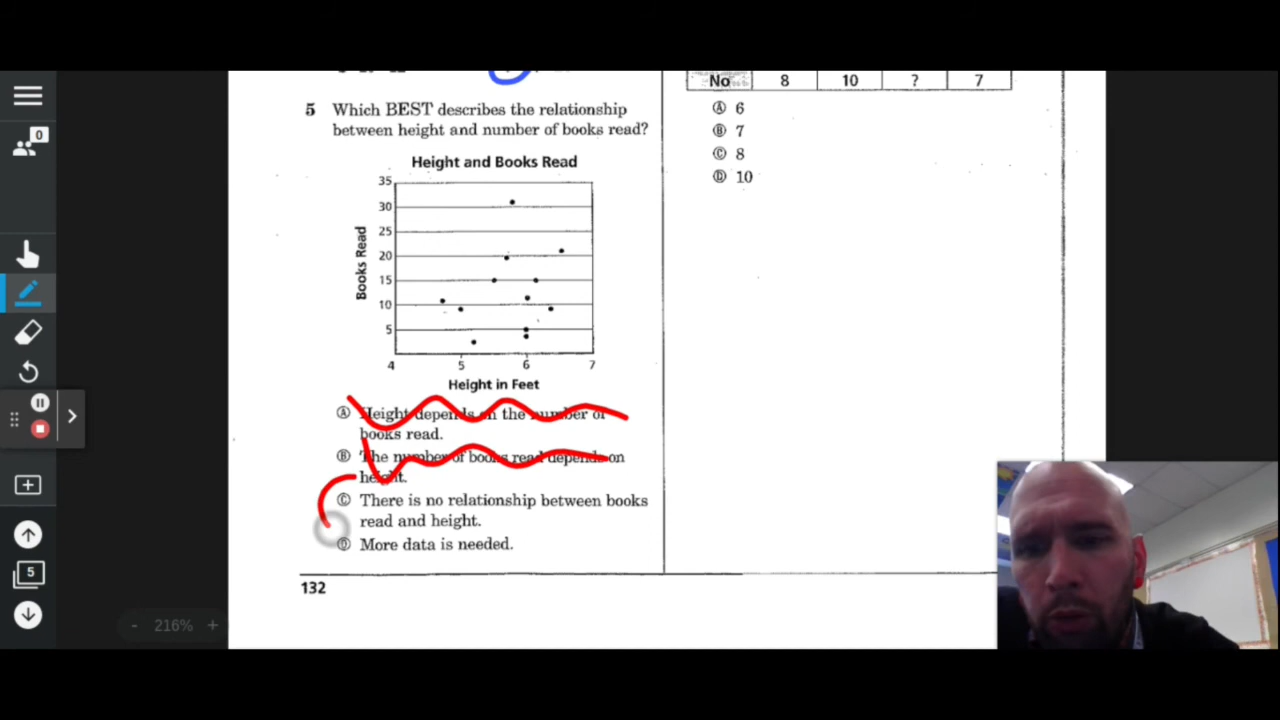 0
No 8 10 ? 7
5 Which BEST describes the relationship
between height and number of books read?
Ⓐ 6
Ⓑ 7
Ⓒ 8
Ⓓ 10
Height and Books Read
35
30
25
20
15
10
5
Books Read
4 5 6 7
Height in Feet
Ⓐ Height depends on the number of
books read.
Ⓑ The number of books read depends on
height.
Ⓒ There is no relationship between books
read and height.
Ⓓ More data is needed.
132
5
- 216% +